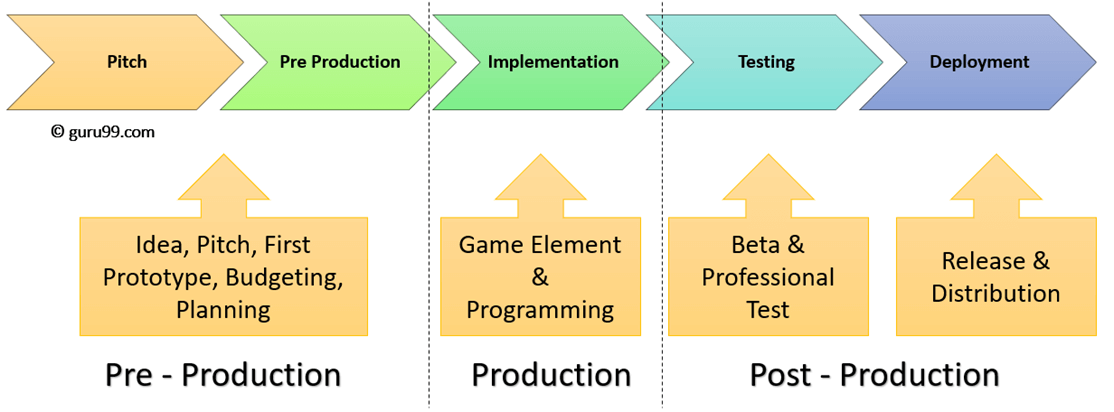 Pitch
Pre Production
Implementation
Testing
Deployment
© guru99.com
Idea, Pitch, First
Prototype, Budgeting,
Planning
Game Element
&
Programming
Beta &
Professional
Test
Release &
Distribution
Pre - Production
Production
Post - Production